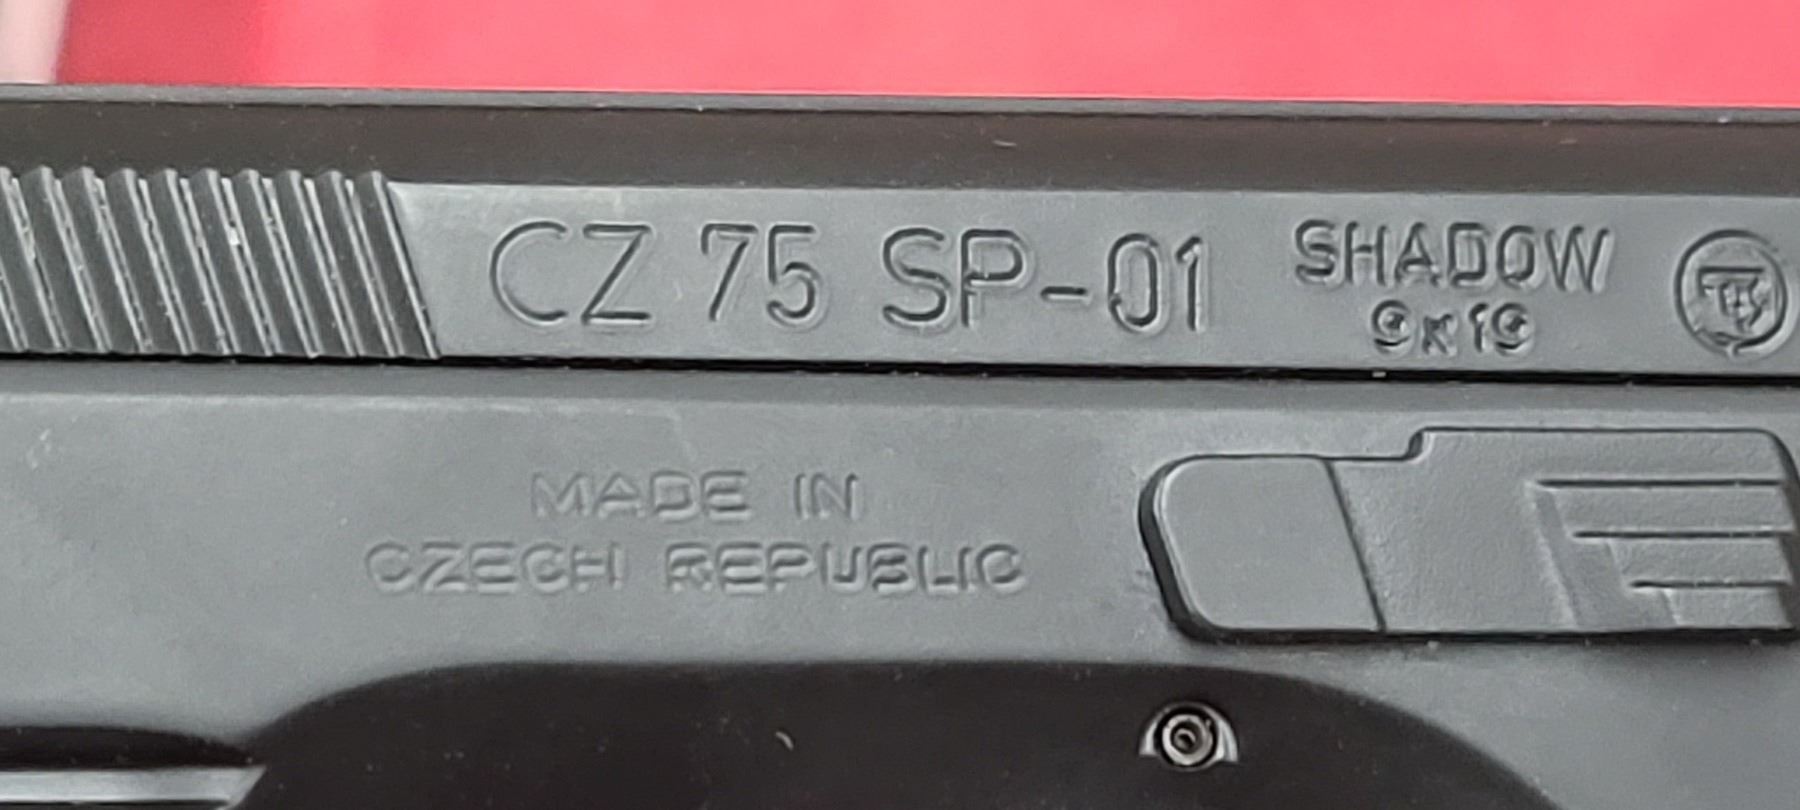 CZ 75 SP-01
SHADOW
9x19
MADE IN
CZECH REPUBLIC